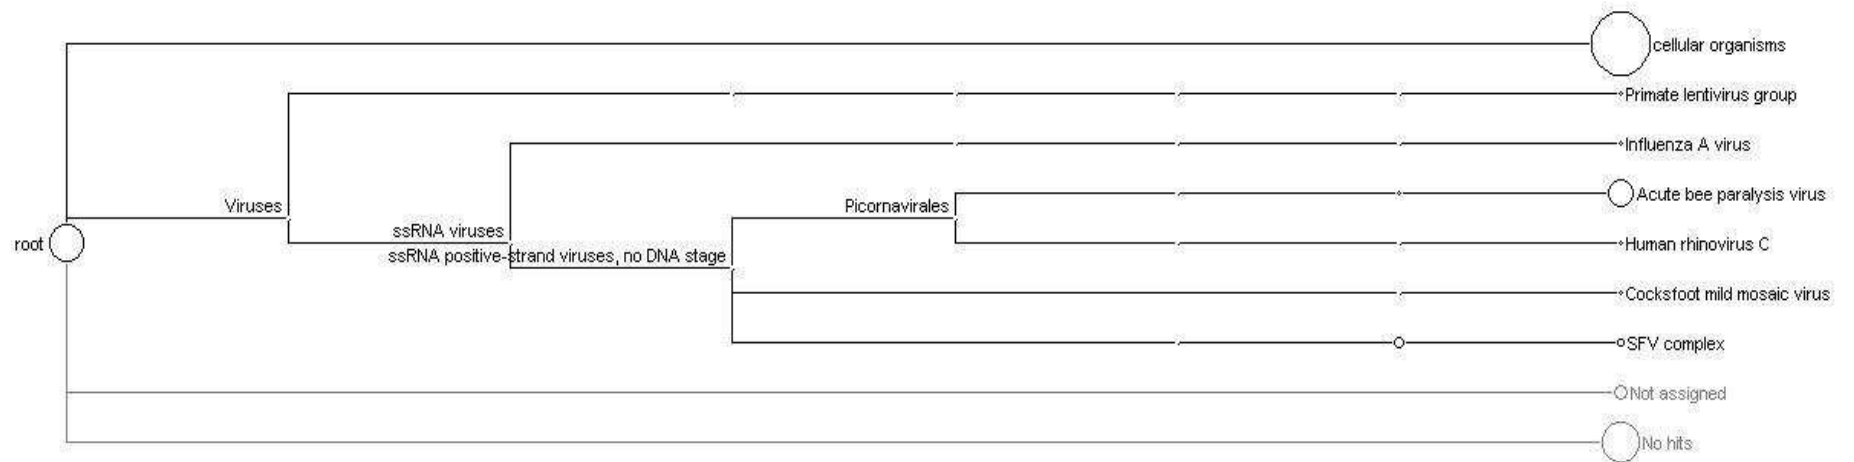 cellular organisms
Primate lentivirus group
Influenza A virus
Acute bee paralysis virus
Viruses
Picornavirales
ssRNA viruses
root
Human rhinovirus C
ssRNA positive-strand viruses, no DNA stage
Cocksfoot mild mosaic virus
SFV complex
Not assigned
No hits